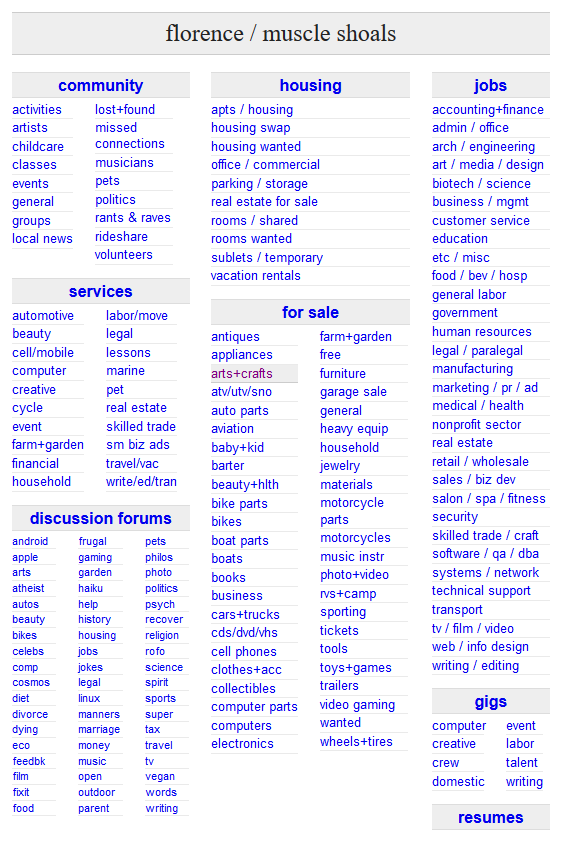 florence / muscle shoals
community
activities
artists
childcare
classes
events
general
groups
local news
lost+found
missed
connections
musicians
pets
politics
rants & raves
rideshare
volunteers
services
automotive
beauty
cell/mobile
computer
creative
cycle
event
farm+garden
financial
household
labor/move
legal
lessons
marine
pet
real estate
skilled trade
sm biz ads
travel/vac
write/ed/tran
discussion forums
android
apple
arts
atheist
autos
beauty
bikes
celebs
comp
cosmos
diet
divorce
dying
eco
feedbk
film
fixit
food
frugal
gaming
garden
haiku
help
history
housing
jobs
jokes
legal
linux
manners
marriage
money
music
open
outdoor
parent
pets
philos
photo
politics
psych
recover
religion
rofo
science
spirit
sports
super
tax
travel
tv
vegan
words
writing
housing
apts / housing
housing swap
housing wanted
office / commercial
parking / storage
real estate for sale
rooms / shared
rooms wanted
sublets / temporary
vacation rentals
for sale
antiques
appliances
arts+crafts
atv/utv/sno
auto parts
aviation
baby+kid
barter
beauty+hlth
bike parts
bikes
boat parts
boats
books
business
cars+trucks
cds/dvd/vhs
cell phones
clothes+acc
collectibles
computer parts
computers
electronics
farm+garden
free
furniture
garage sale
general
heavy equip
household
jewelry
materials
motorcycle
parts
motorcycles
music instr
photo+video
rvs+camp
sporting
tickets
tools
toys+games
trailers
video gaming
wanted
wheels+tires
jobs
accounting+finance
admin / office
arch / engineering
art / media / design
biotech / science
business / mgmt
customer service
education
etc / misc
food / bev / hosp
general labor
government
human resources
legal / paralegal
manufacturing
marketing / pr / ad
medical / health
nonprofit sector
real estate
retail / wholesale
sales / biz dev
salon / spa / fitness
security
skilled trade / craft
software / qa / dba
systems / network
technical support
transport
tv / film / video
web / info design
writing / editing
gigs
computer
creative
crew
domestic
event
labor
talent
writing
resumes